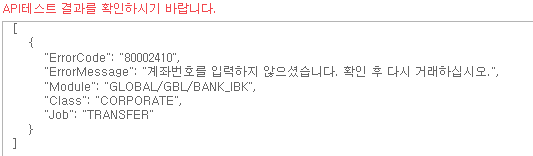 API테스트 결과를 확인하시기 바랍니다.
[
{
"ErrorCode": "80002410",
"ErrorMessage": "계좌번호를 입력하지 않으셨습니다. 확인 후 다시 거래하십시오.",
"Module": "GLOBAL/GBL/BANK_IBK",
"Class": "CORPORATE",
"Job": "TRANSFER"
}
]